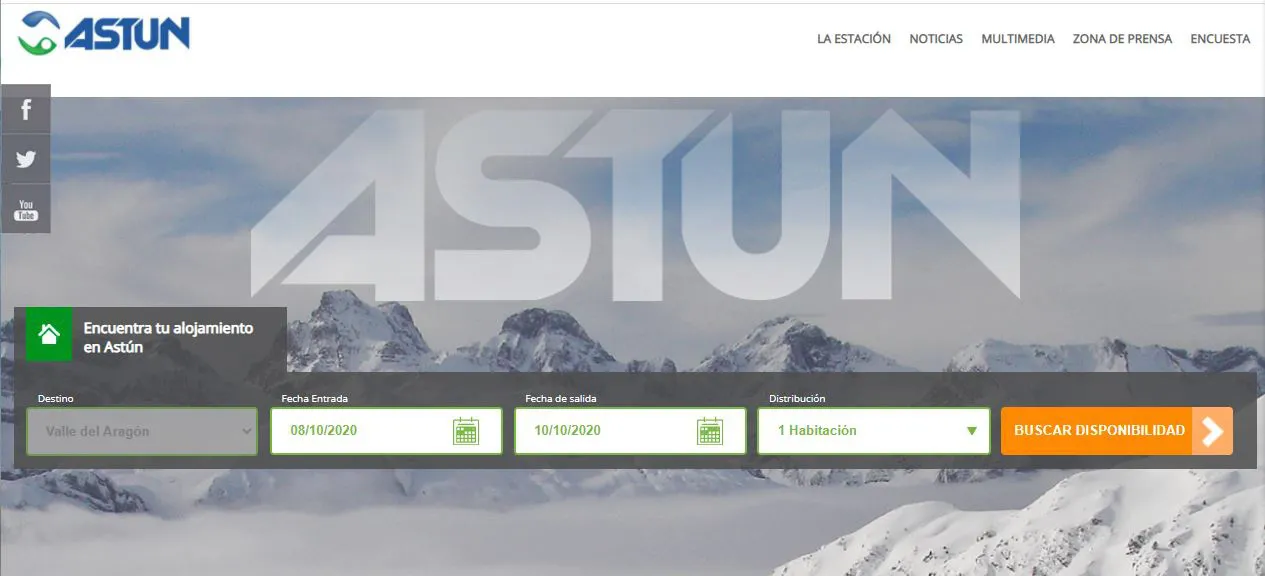 ASTUN
LA ESTACIÓN NOTICIAS MULTIMEDIA ZONA DE PRENSA ENCUESTA
f
You
Tube
ASTUN
Encuentra tu alojamiento
en Astún
Destino Fecha Entrada Fecha de salida Distribución
Valle del Aragón 08/10/2020 10/10/2020 1 Habitación BUSCAR DISPONIBILIDAD